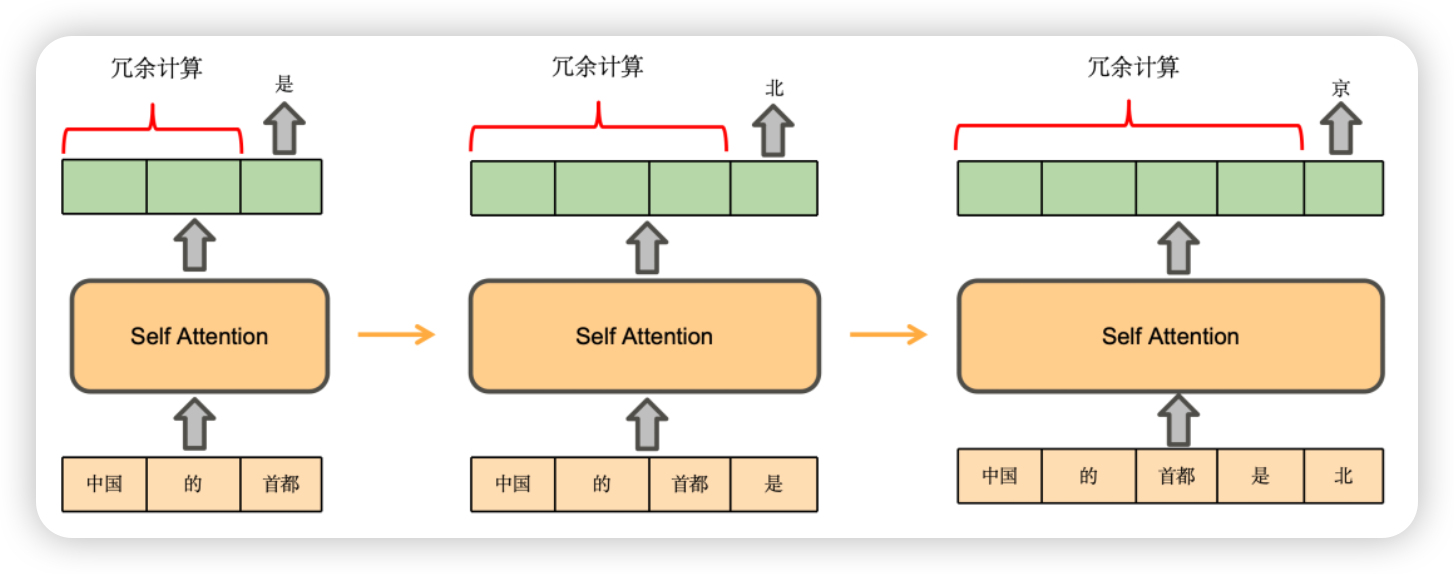 冗余计算
是
冗余计算
北
冗余计算
京
Self Attention
Self Attention
Self Attention
中国 的 首都
中国 的 首都 是
中国 的 首都 是 北